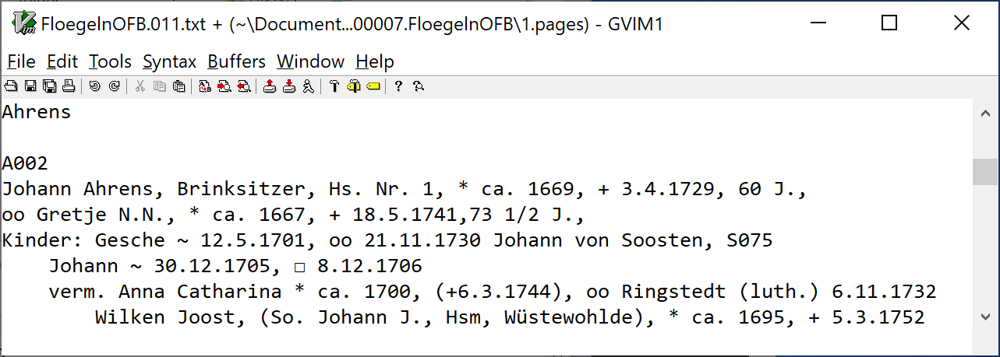 FloegelnOFB.011.txt + (~\Document...00007.FloegelnOFB\1.pages) - GVIM1
File Edit Tools Syntax Buffers Window Help
Ahrens
A002
Johann Ahrens, Brinksitzer, Hs. Nr. 1, * ca. 1669, + 3.4.1729, 60 J.,
oo Gretje N.N., * ca. 1667, + 18.5.1741,73 1/2 J.,
Kinder: Gesche ~ 12.5.1701, oo 21.11.1730 Johann von Soosten, S075
Johann ~ 30.12.1705, □ 8.12.1706
verm. Anna Catharina * ca. 1700, (+6.3.1744), oo Ringstedt (luth.) 6.11.1732
Wilken Joost, (So. Johann J., Hsm, Wüstewohlde), * ca. 1695, + 5.3.1752